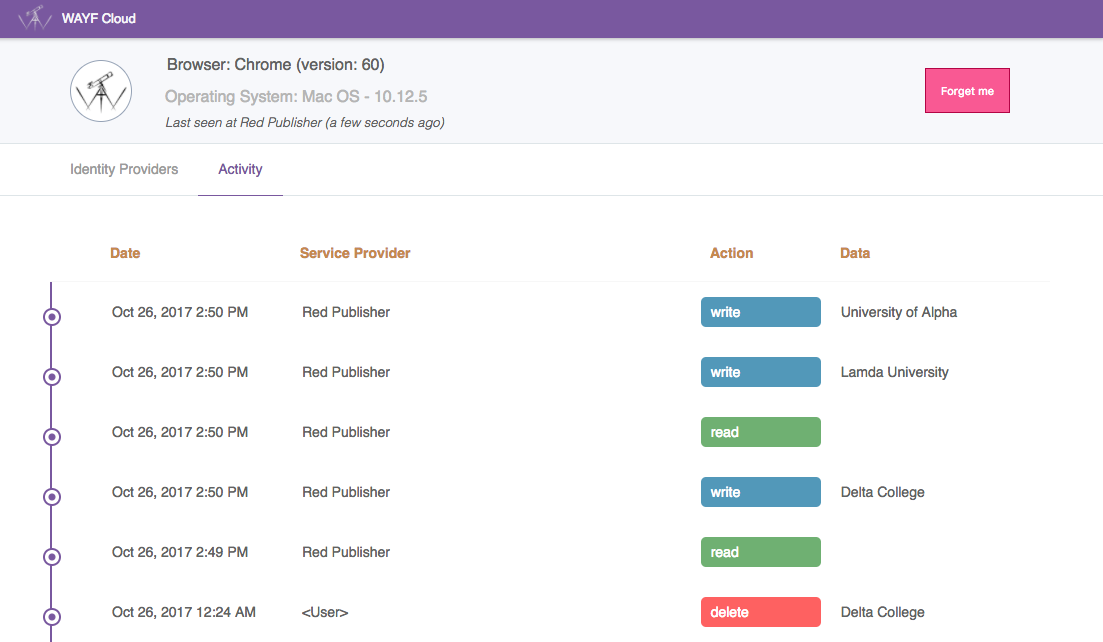 WAYF Cloud
Browser: Chrome (version: 60)
Operating System: Mac OS - 10.12.5
Last seen at Red Publisher (a few seconds ago)
Forget me
Identity Providers Activity
Date Service Provider Action Data
Oct 26, 2017 2:50 PM Red Publisher write University of Alpha
Oct 26, 2017 2:50 PM Red Publisher write Lamda University
Oct 26, 2017 2:50 PM Red Publisher read
Oct 26, 2017 2:50 PM Red Publisher write Delta College
Oct 26, 2017 2:49 PM Red Publisher read
Oct 26, 2017 12:24 AM <User> delete Delta College